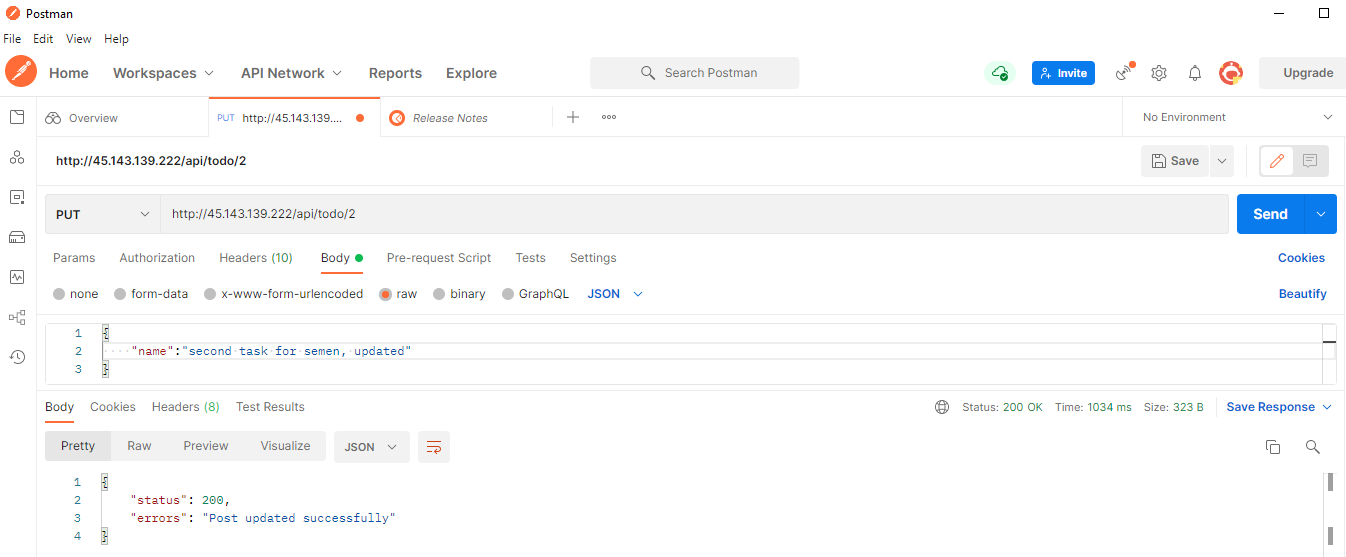 Postman
File Edit View Help
Home Workspaces API Network Reports Explore Search Postman Invite Upgrade
Overview PUT http://45.143.139.... Release Notes No Environment
http://45.143.139.222/api/todo/2 Save
PUT http://45.143.139.222/api/todo/2 Send
Params Authorization Headers (10) Body Pre-request Script Tests Settings Cookies
none form-data x-www-form-urlencoded raw binary GraphQL JSON Beautify
1 {
2 "name":"second task for semen, updated"
3 }
Body Cookies Headers (8) Test Results Status: 200 OK Time: 1034 ms Size: 323 B Save Response
Pretty Raw Preview Visualize JSON
1 {
2 "status": 200,
3 "errors": "Post updated successfully"
4 }